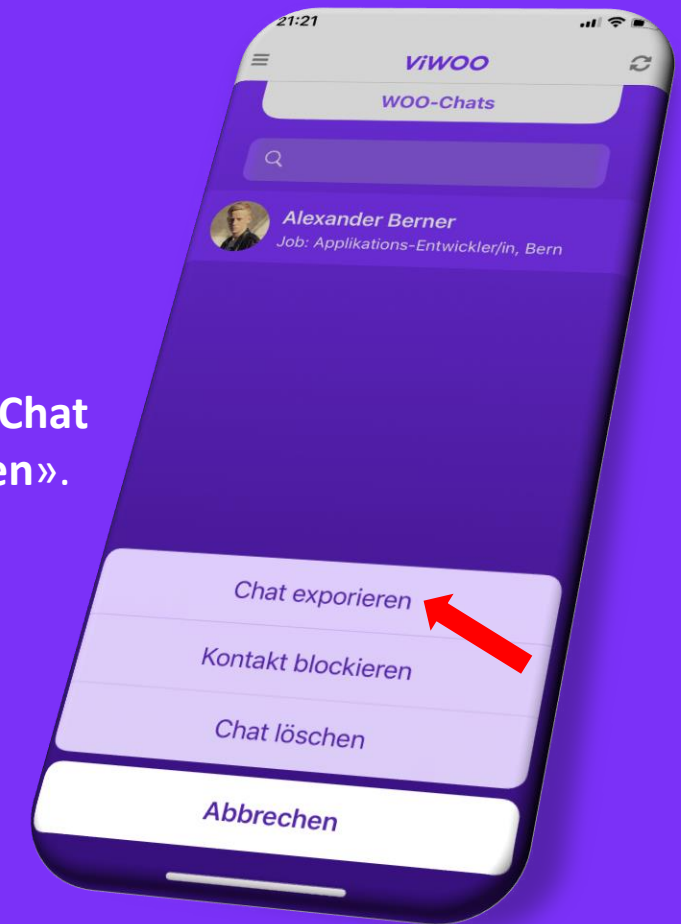 21:21
ViWOO
WOO-Chats
Alexander Berner
Job: Applikations-Entwickler/in, Bern
Chat
en».
Chat exporieren
Kontakt blockieren
Chat löschen
Abbrechen